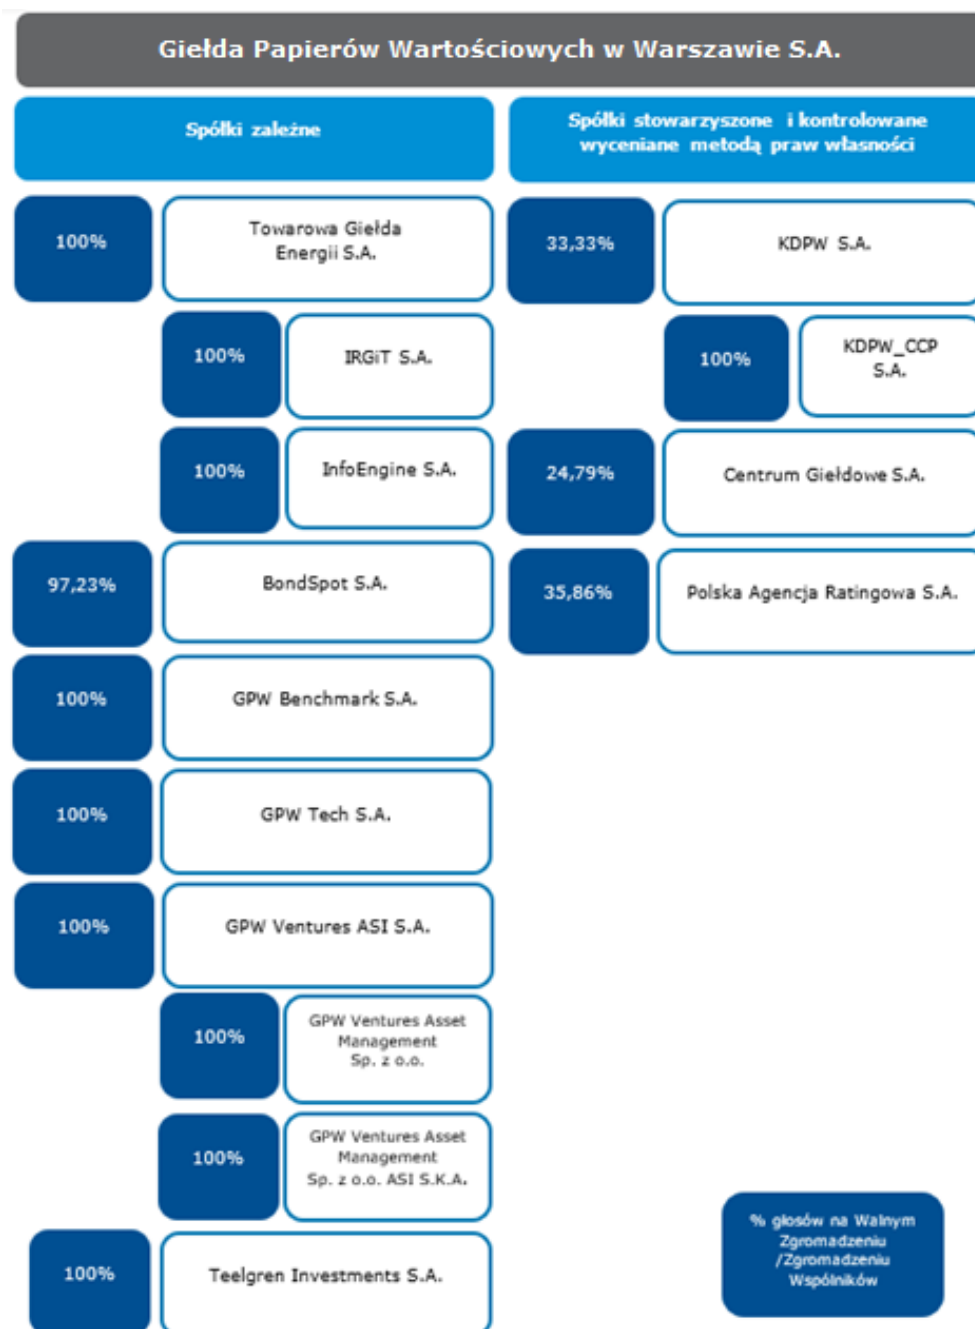 Giełda Papierów Wartościowych w Warszawie S.A.
Spółki zależne
100%
Towarowa Giełda
Energii S.A.
100%
IRGiT S.A.
100%
InfoEngine S.A.
97,23%
BondSpot S.A.
100%
GPW Benchmark S.A.
100%
GPW Tech S.A.
100%
GPW Ventures ASI S.A.
100%
GPW Ventures Asset
Management
Sp. z o.o.
100%
GPW Ventures Asset
Management
Sp. z o.o. ASI S.K.A.
100%
Teelgren Investments S.A.
Spółki stowarzyszone i kontrolowane
wyceniane metodą praw własności
33,33%
KDPW S.A.
100%
KDPW_CCP
S.A.
24,79%
Centrum Giełdowe S.A.
35,86%
Polska Agencja Ratingowa S.A.
% głosów na Walnym
Zgromadzeniu
/Zgromadzeniu
Wspólników